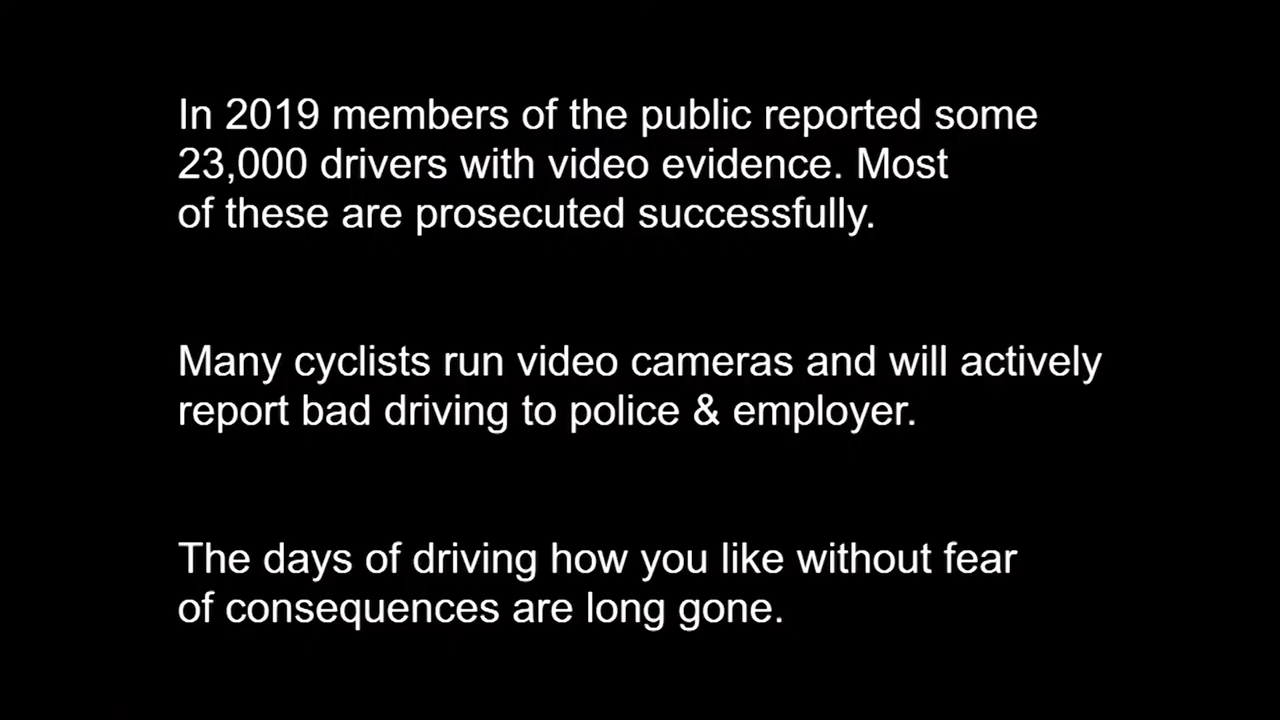 In 2019 members of the public reported some
23,000 drivers with video evidence. Most
of these are prosecuted successfully.
Many cyclists run video cameras and will actively
report bad driving to police & employer.
The days of driving how you like without fear
of consequences are long gone.